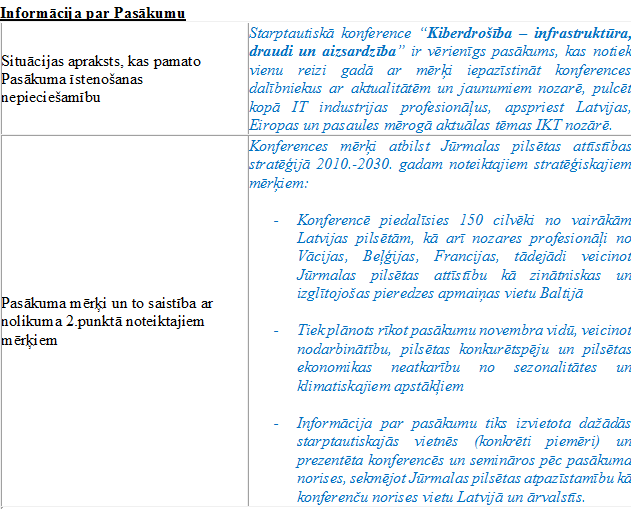 Informācija par Pasākumu
Situācijas apraksts, kas pamato
Pasākuma īstenošanas
nepieciešamību
Starptautiskā konference “Kiberdrošība – infrastruktūra,
draudi un aizsardzība” ir vērienīgs pasākums, kas notiek
vienu reizi gadā ar mērķi iepazīstināt konferences
dalībniekus ar aktualitātēm un jaunumiem nozarē, pulcēt
kopā IT industrijas profesionāļus, apspriest Latvijas,
Eiropas un pasaules mērogā aktuālas tēmas IKT nozārē.
Pasākuma mērķi un to saistība ar
nolikuma 2.punktā noteiktajiem
mērķiem
Konferences mērķi atbilst Jūrmalas pilsētas attīstības
stratēģijā 2010.-2030. gadam noteiktajiem stratēģiskajiem
mērķiem:
- Konferencē piedalīsies 150 cilvēki no vairākām
Latvijas pilsētām, kā arī nozares profesionāļi no
Vācijas, Beļģijas, Francijas, tādejādi veicinot
Jūrmalas pilsētas attīstību kā zinātniskas un
izglītojošas pieredzes apmaiņas vietu Baltijā
- Tiek plānots rīkot pasākumu novembra vidū, veicinot
nodarbinātību, pilsētas konkurētspēju un pilsētas
ekonomikas neatkarību no sezonalitātes un
klimatiskajiem apstākļiem
- Informācija par pasākumu tiks izvietota dažādās
starptautiskajās vietnēs (konkrēti piemēri) un
prezentēta konferencēs un semināros pēc pasākuma
norises, sekmējot Jūrmalas pilsētas atpazīstamību kā
konferenču norises vietu Latvijā un ārvalstīs.